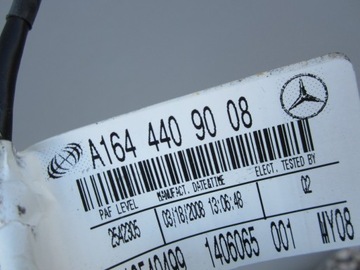 A164 440 90 08
PAF LEVEL MANUFACT. DATE&TIME ELECT. TESTED BY
2542305 03/18/2008 13:06:48 02
1406065 001 MY08